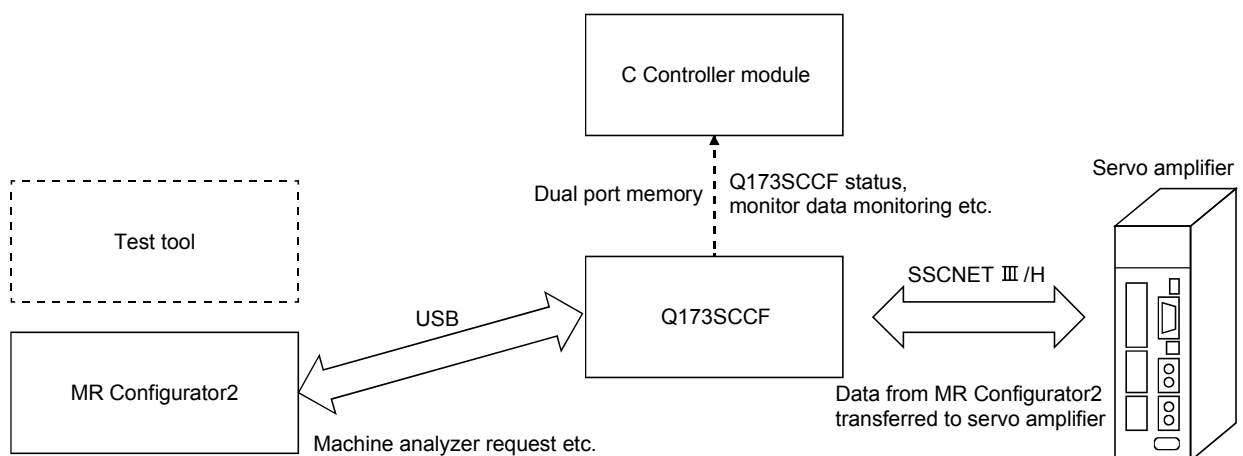 C Controller module
Dual port memory
Q173SCCF status,
monitor data monitoring etc.
Servo amplifier
Test tool
SSCNET Ⅲ/H
USB
Q173SCCF
MR Configurator2
Data from MR Configurator2
transferred to servo amplifier
Machine analyzer request etc.